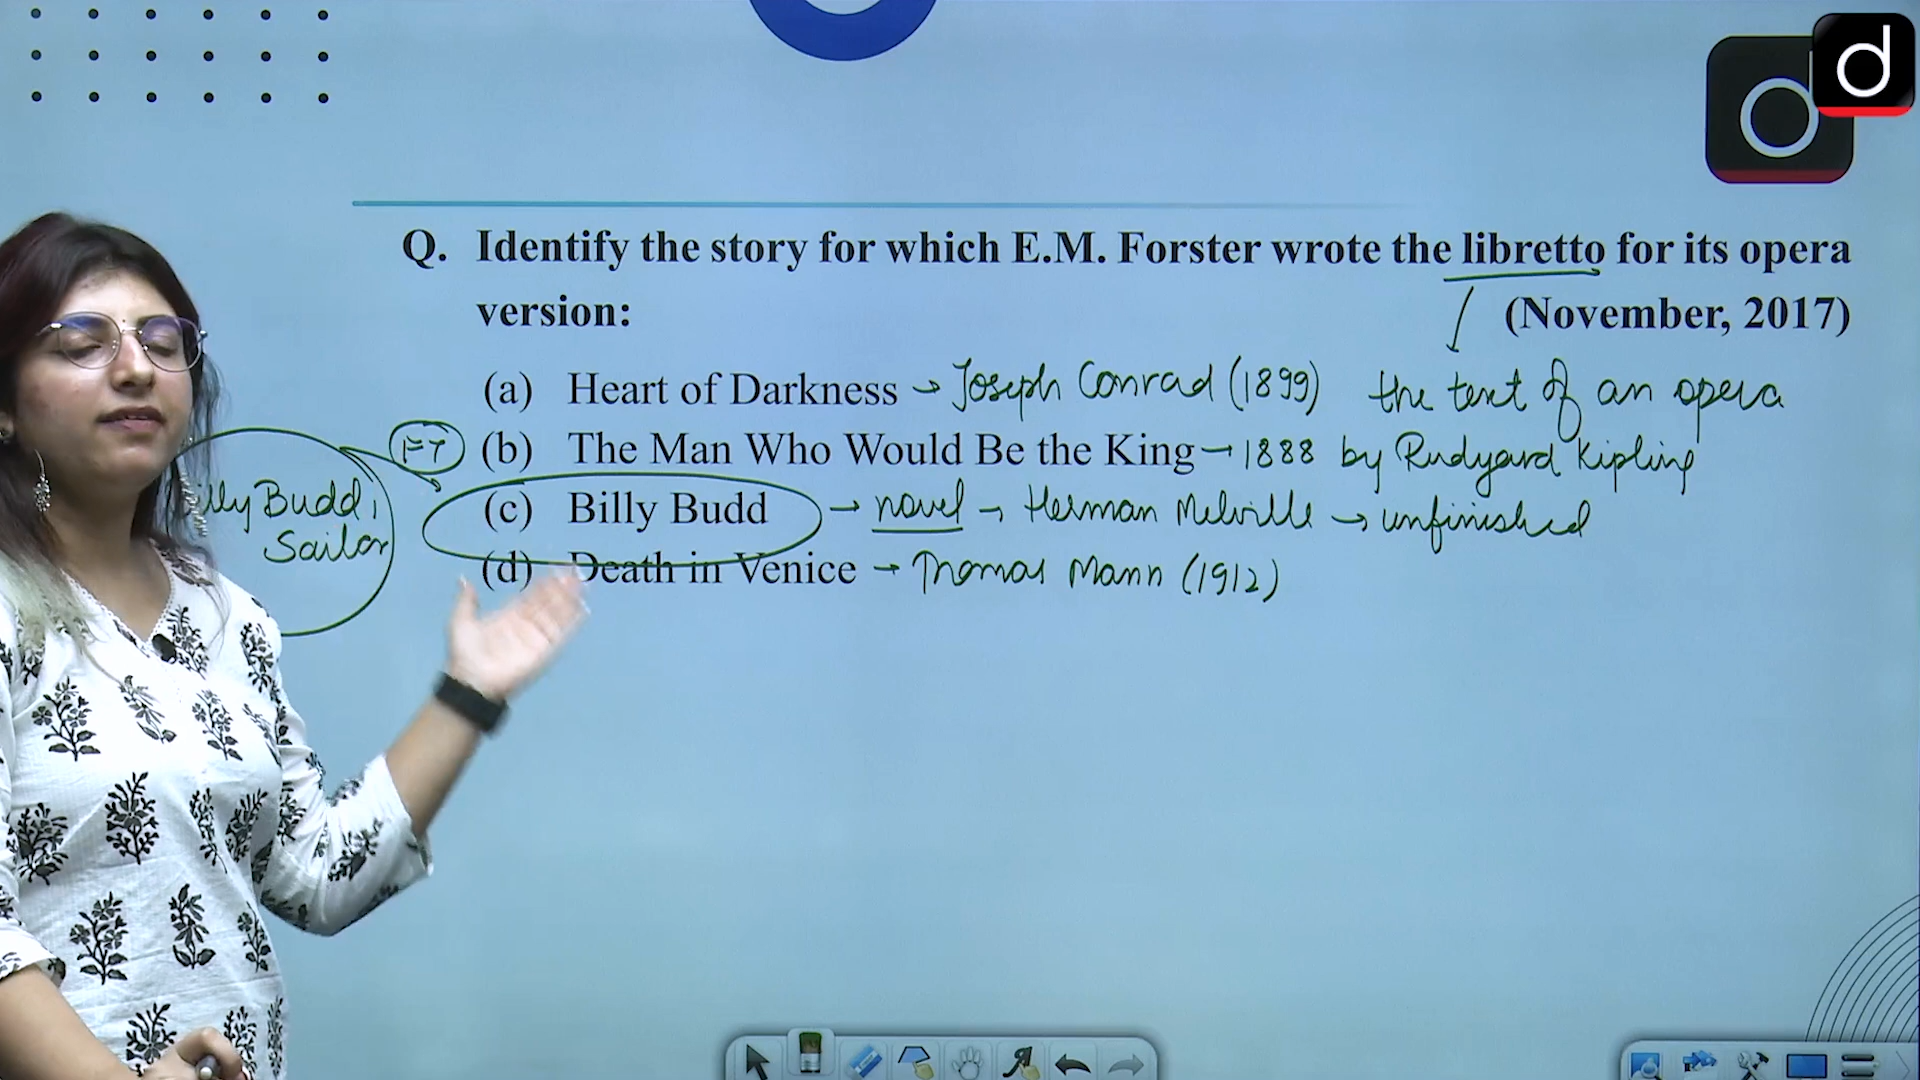 d
Q. Identify the story for which E.M. Forster wrote the libretto for its opera
version: (November, 2017)
(a) Heart of Darkness → Joseph Conrad (1899) the text of an opera
(b) The Man Who Would Be the King → 1888 by Rudyard Kipling
(c) Billy Budd → novel → Herman Melville → unfinished
Budd,
Sailor
(d) Death in Venice → Thomas Mann (1912)